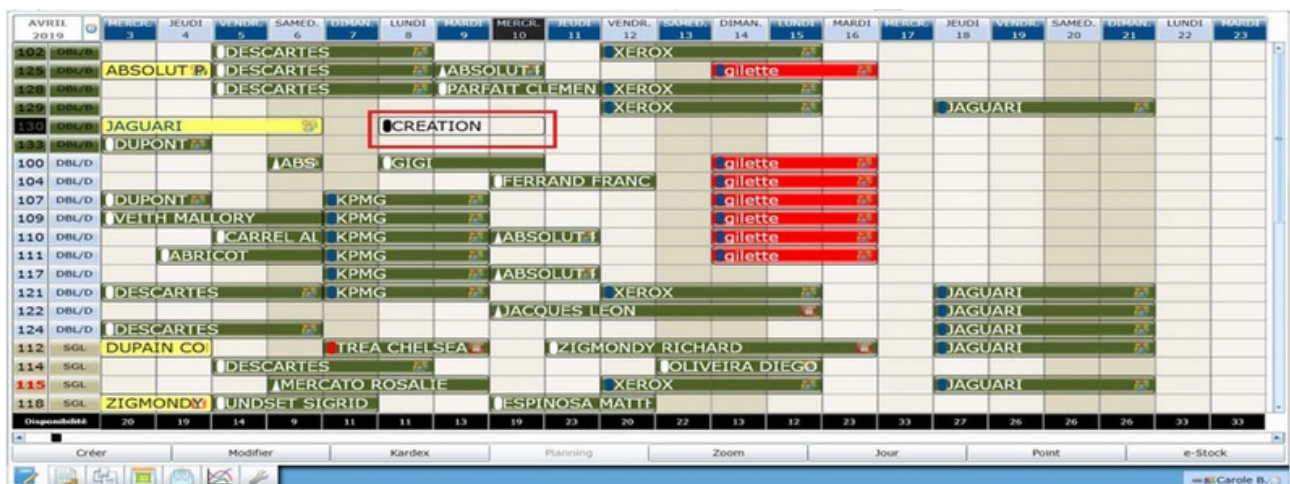 AVRIL 2019 MERCR. 3 JEUDI 4 VENDR. 5 SAMED. 6 DIMAN. 7 LUNDI 8 MARDI 9 MERCR. 10 JEUDI 11 VENDR. 12 SAMED. 13 DIMAN. 14 LUNDI 15 MARDI 16 MERCR. 17 JEUDI 18 VENDR. 19 SAMED. 20 DIMAN. 21 LUNDI 22 MARDI 23
102 DBL/B DESCARTES XEROX
125 DBL/B ABSOLUT P DESCARTES ABSOLUT gilette
128 DBL/B DESCARTES PARFAIT CLEMEN XEROX
129 DBL/B XEROX JAGUARI
130 DBL/B JAGUARI CREATION
133 DBL/B DUPONT
100 DBL/D ABS GIGI gilette
104 DBL/D FERRAND FRANC gilette
107 DBL/D DUPONT KPMG gilette
109 DBL/D VEITH MALLORY KPMG gilette
110 DBL/D CARREL AL KPMG ABSOLUT gilette
111 DBL/D ABRICOT KPMG gilette
117 DBL/D KPMG ABSOLUT
121 DBL/D DESCARTES KPMG XEROX JAGUARI
122 DBL/D JACQUES LEON JAGUARI
124 DBL/D DESCARTES JAGUARI
112 SGL DUPAIN CO TREA CHELSEA ZIGMONDY RICHARD JAGUARI
114 SGL DESCARTES OLIVEIRA DIEGO
115 SGL MERCATO ROSALIE XEROX JAGUARI
118 SGL ZIGMONDY UNDSET SIGRID ESPINOSA MATTH
Disponibilité 20 19 14 9 11 11 13 19 23 20 22 13 12 23 33 27 26 26 26 33 33
Créer Modifier Kardex Planning Zoom Jour Point e-Stock
Carole B.